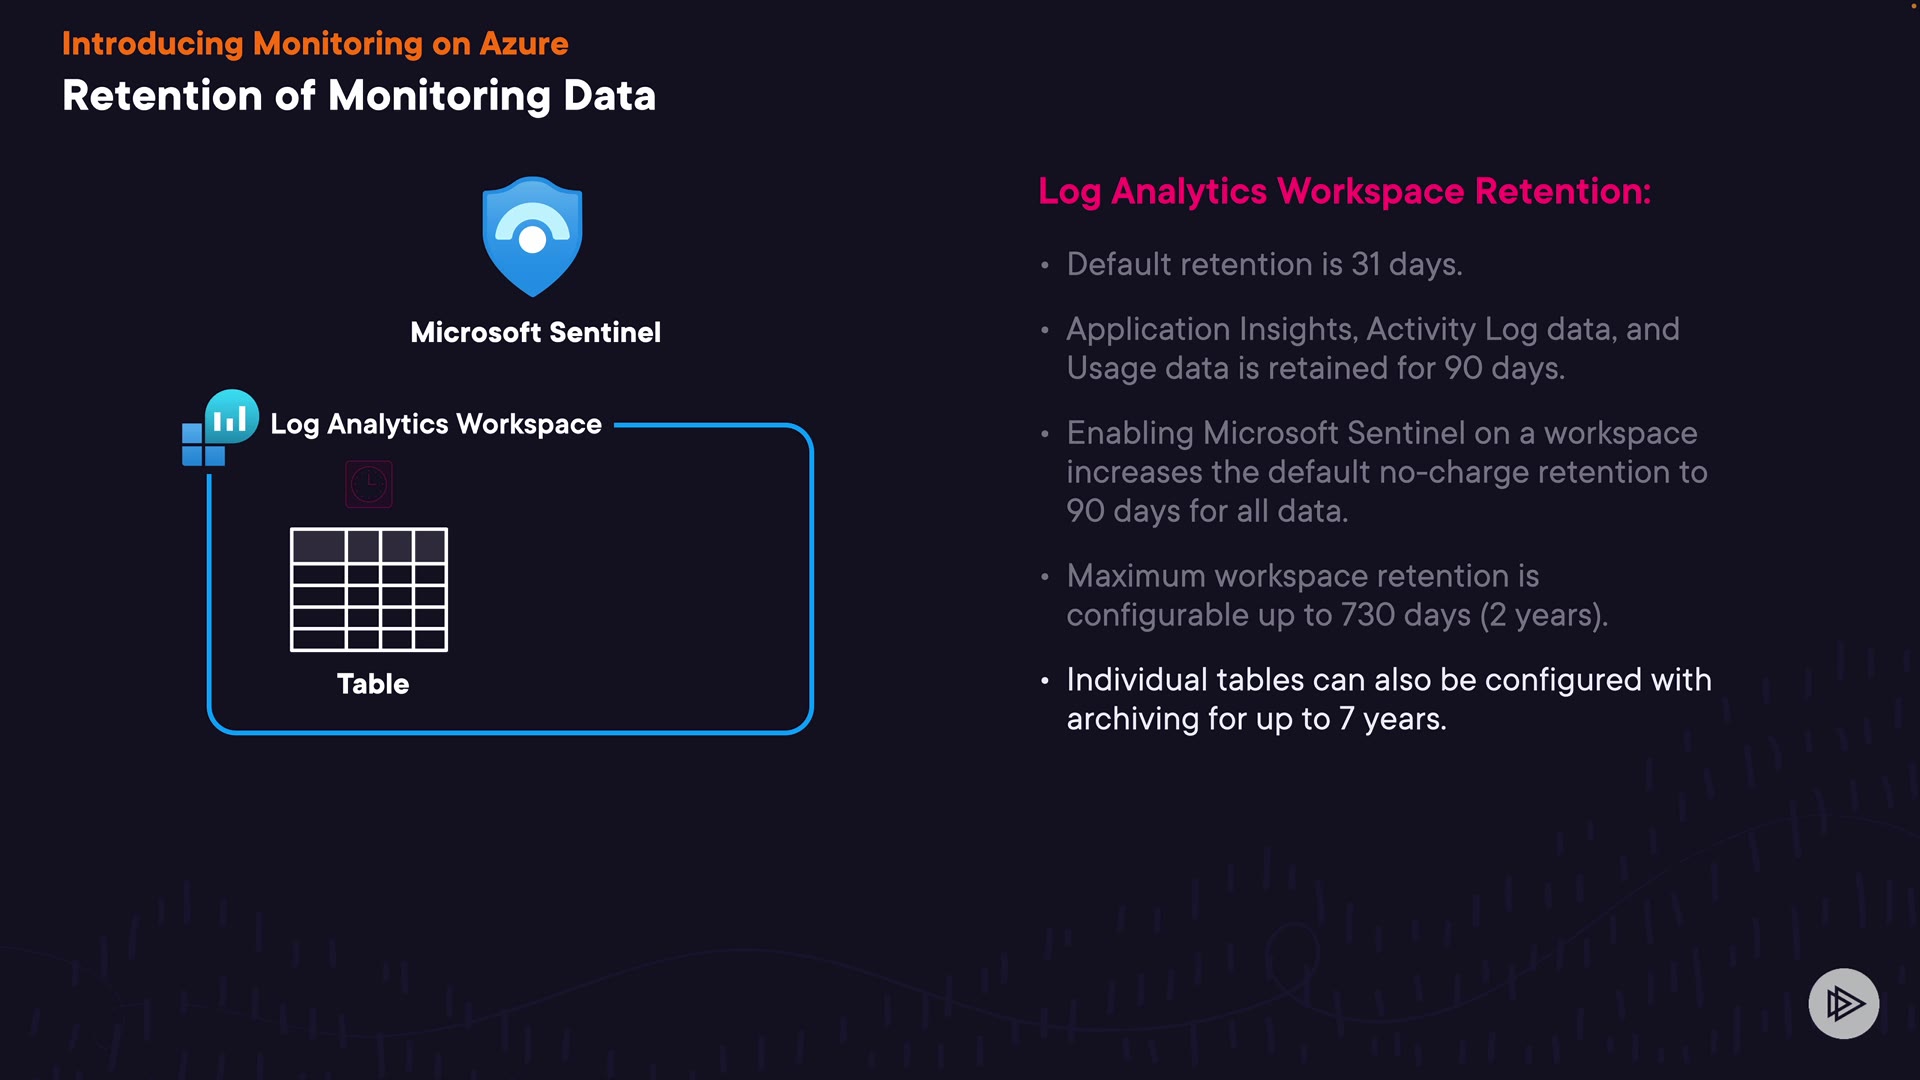 Introducing Monitoring on Azure
Retention of Monitoring Data
Microsoft Sentinel
Log Analytics Workspace
Table
Log Analytics Workspace Retention:
• Default retention is 31 days.
• Application Insights, Activity Log data, and
Usage data is retained for 90 days.
• Enabling Microsoft Sentinel on a workspace
increases the default no-charge retention to
90 days for all data.
• Maximum workspace retention is
configurable up to 730 days (2 years).
• Individual tables can also be configured with
archiving for up to 7 years.